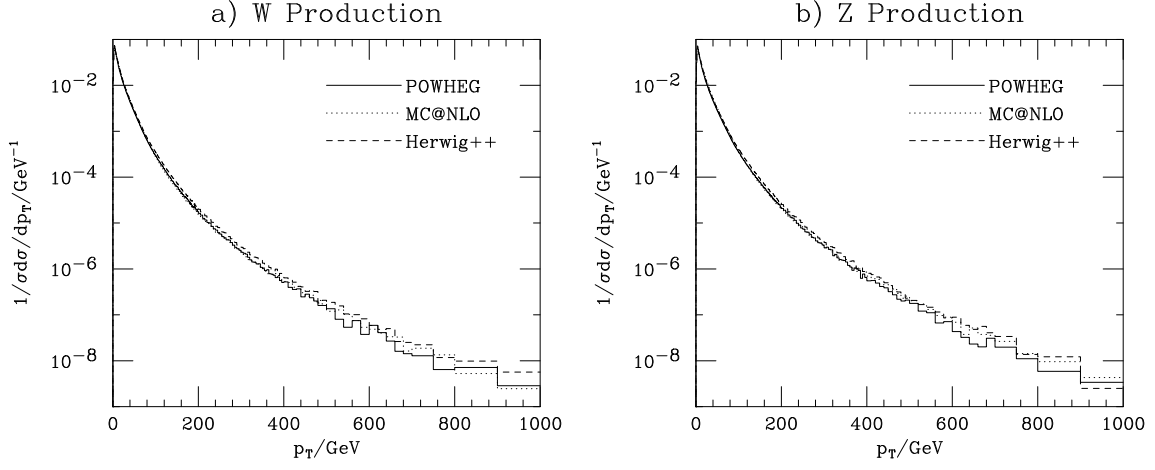 a) W Production
1/σdσ/dp_T/GeV^−1
10^−2
10^−4
10^−6
10^−8
POWHEG
MC@NLO
Herwig++
0 200 400 600 800 1000
p_T/GeV
b) Z Production
1/σdσ/dp_T/GeV^−1
10^−2
10^−4
10^−6
10^−8
POWHEG
MC@NLO
Herwig++
0 200 400 600 800 1000
p_T/GeV